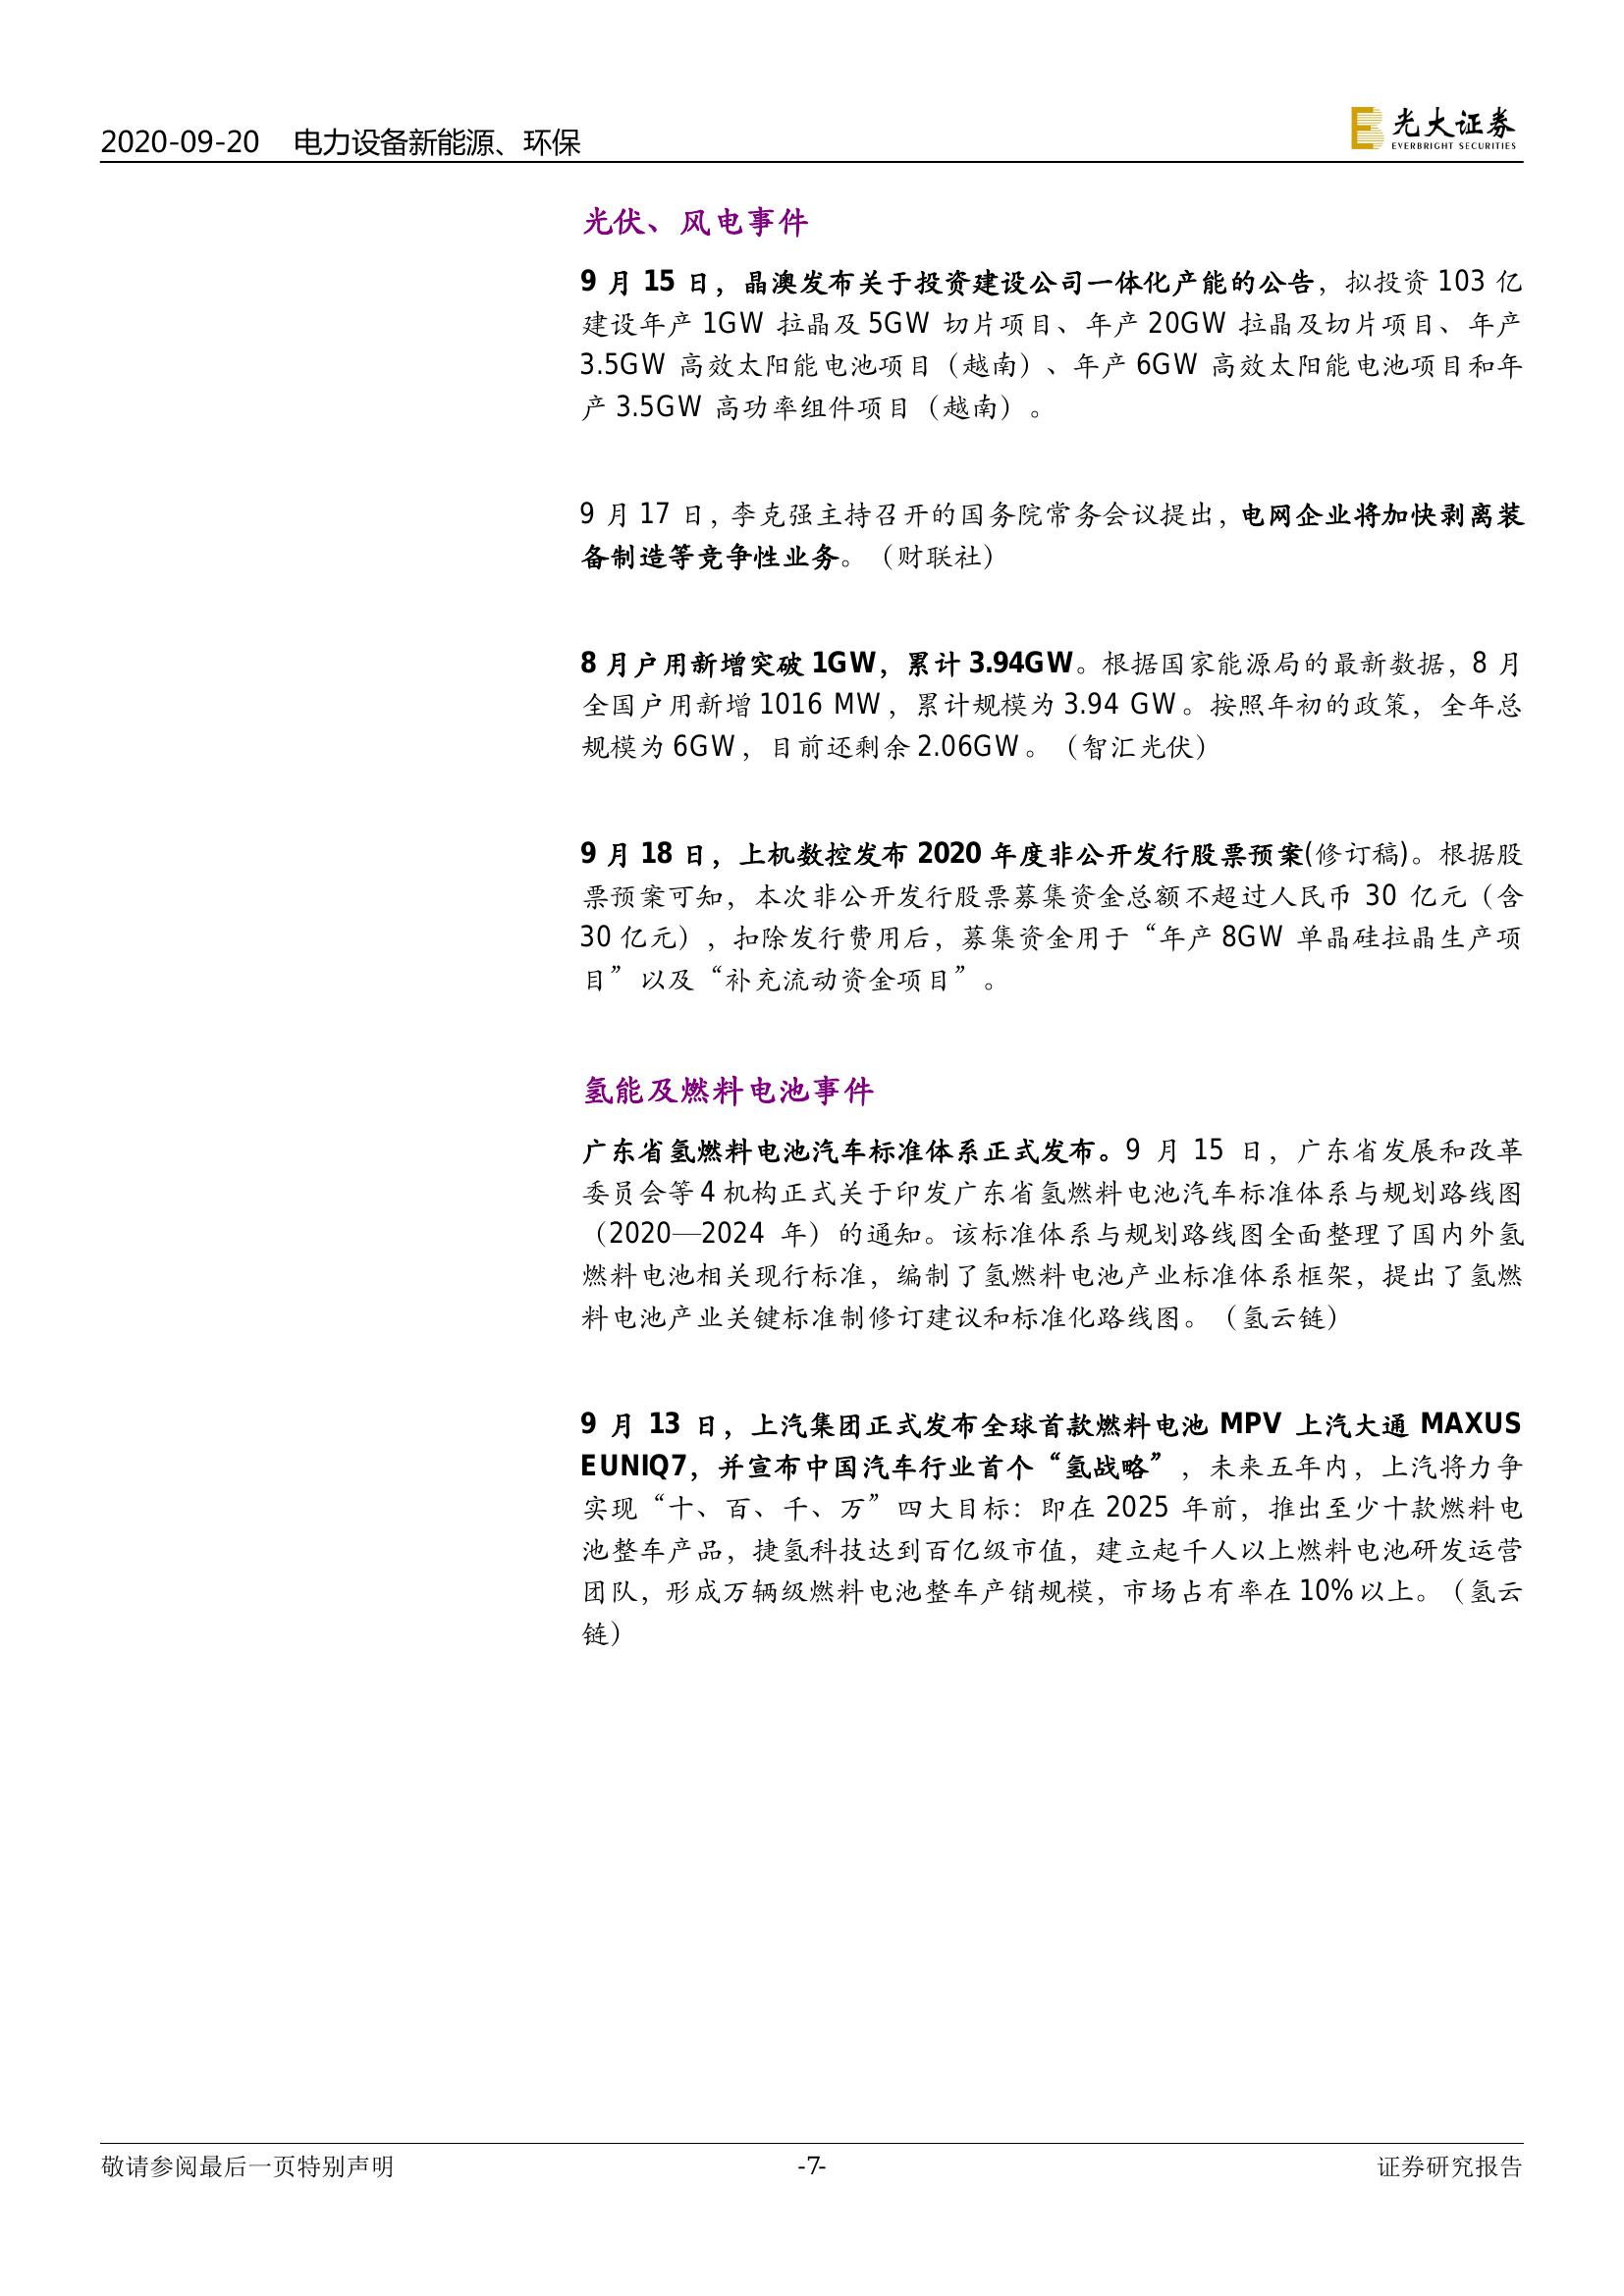 2020-09-20 电力设备新能源、环保
光大证券
EVERBRIGHT SECURITIES
光伏、风电事件
9 月 15 日，晶澳发布关于投资建设公司一体化产能的公告，拟投资 103 亿
建设年产 1GW 拉晶及 5GW 切片项目、年产 20GW 拉晶及切片项目、年产
3.5GW 高效太阳能电池项目（越南）、年产 6GW 高效太阳能电池项目和年
产 3.5GW 高功率组件项目（越南）。
9 月 17 日，李克强主持召开的国务院常务会议提出，电网企业将加快剥离装
备制造等竞争性业务。（财联社）
8 月户用新增突破 1GW，累计 3.94GW。根据国家能源局的最新数据，8 月
全国户用新增 1016 MW，累计规模为 3.94 GW。按照年初的政策，全年总
规模为 6GW，目前还剩余 2.06GW。（智汇光伏）
9 月 18 日，上机数控发布 2020 年度非公开发行股票预案(修订稿)。根据股
票预案可知，本次非公开发行股票募集资金总额不超过人民币 30 亿元（含
30 亿元），扣除发行费用后，募集资金用于“年产 8GW 单晶硅拉晶生产项
目”以及“补充流动资金项目”。
氢能及燃料电池事件
广东省氢燃料电池汽车标准体系正式发布。9 月 15 日，广东省发展和改革
委员会等 4 机构正式关于印发广东省氢燃料电池汽车标准体系与规划路线图
（2020—2024 年）的通知。该标准体系与规划路线图全面整理了国内外氢
燃料电池相关现行标准，编制了氢燃料电池产业标准体系框架，提出了氢燃
料电池产业关键标准制修订建议和标准化路线图。（氢云链）
9 月 13 日，上汽集团正式发布全球首款燃料电池 MPV 上汽大通 MAXUS
EUNIQ7，并宣布中国汽车行业首个“氢战略”，未来五年内，上汽将力争
实现“十、百、千、万”四大目标：即在 2025 年前，推出至少十款燃料电
池整车产品，捷氢科技达到百亿级市值，建立起千人以上燃料电池研发运营
团队，形成万辆级燃料电池整车产销规模，市场占有率在 10%以上。（氢云
链）
敬请参阅最后一页特别声明 -7- 证券研究报告